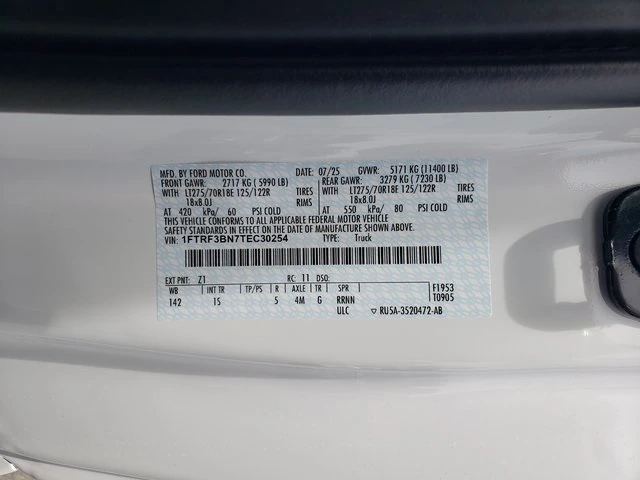 MFD. BY FORD MOTOR CO. DATE: 07/25 GVWR: 5171 KG (11400 LB)
FRONT GAWR: 2717 KG ( 5990 LB) REAR GAWR: 3279 KG ( 7230 LB)
WITH LT275/70R18E 125/122R TIRES WITH LT275/70R18E 125/122R TIRES
18x8.0J RIMS 18x8.0J RIMS
AT 420 kPa/ 60 PSI COLD AT 550 kPa/ 80 PSI COLD
THIS VEHICLE CONFORMS TO ALL APPLICABLE FEDERAL MOTOR VEHICLE
SAFETY STANDARDS IN EFFECT ON THE DATE OF MANUFACTURE SHOWN ABOVE.
VIN: 1FTRF3BN7TEC30254 TYPE: Truck
EXT PNT: Z1 RC: 11 DSO:
WB INT TR TP/PS R AXLE TR SPR F1953
142 15 5 4M G RRNN T0905
ULC ▽ RU5A-3520472-AB